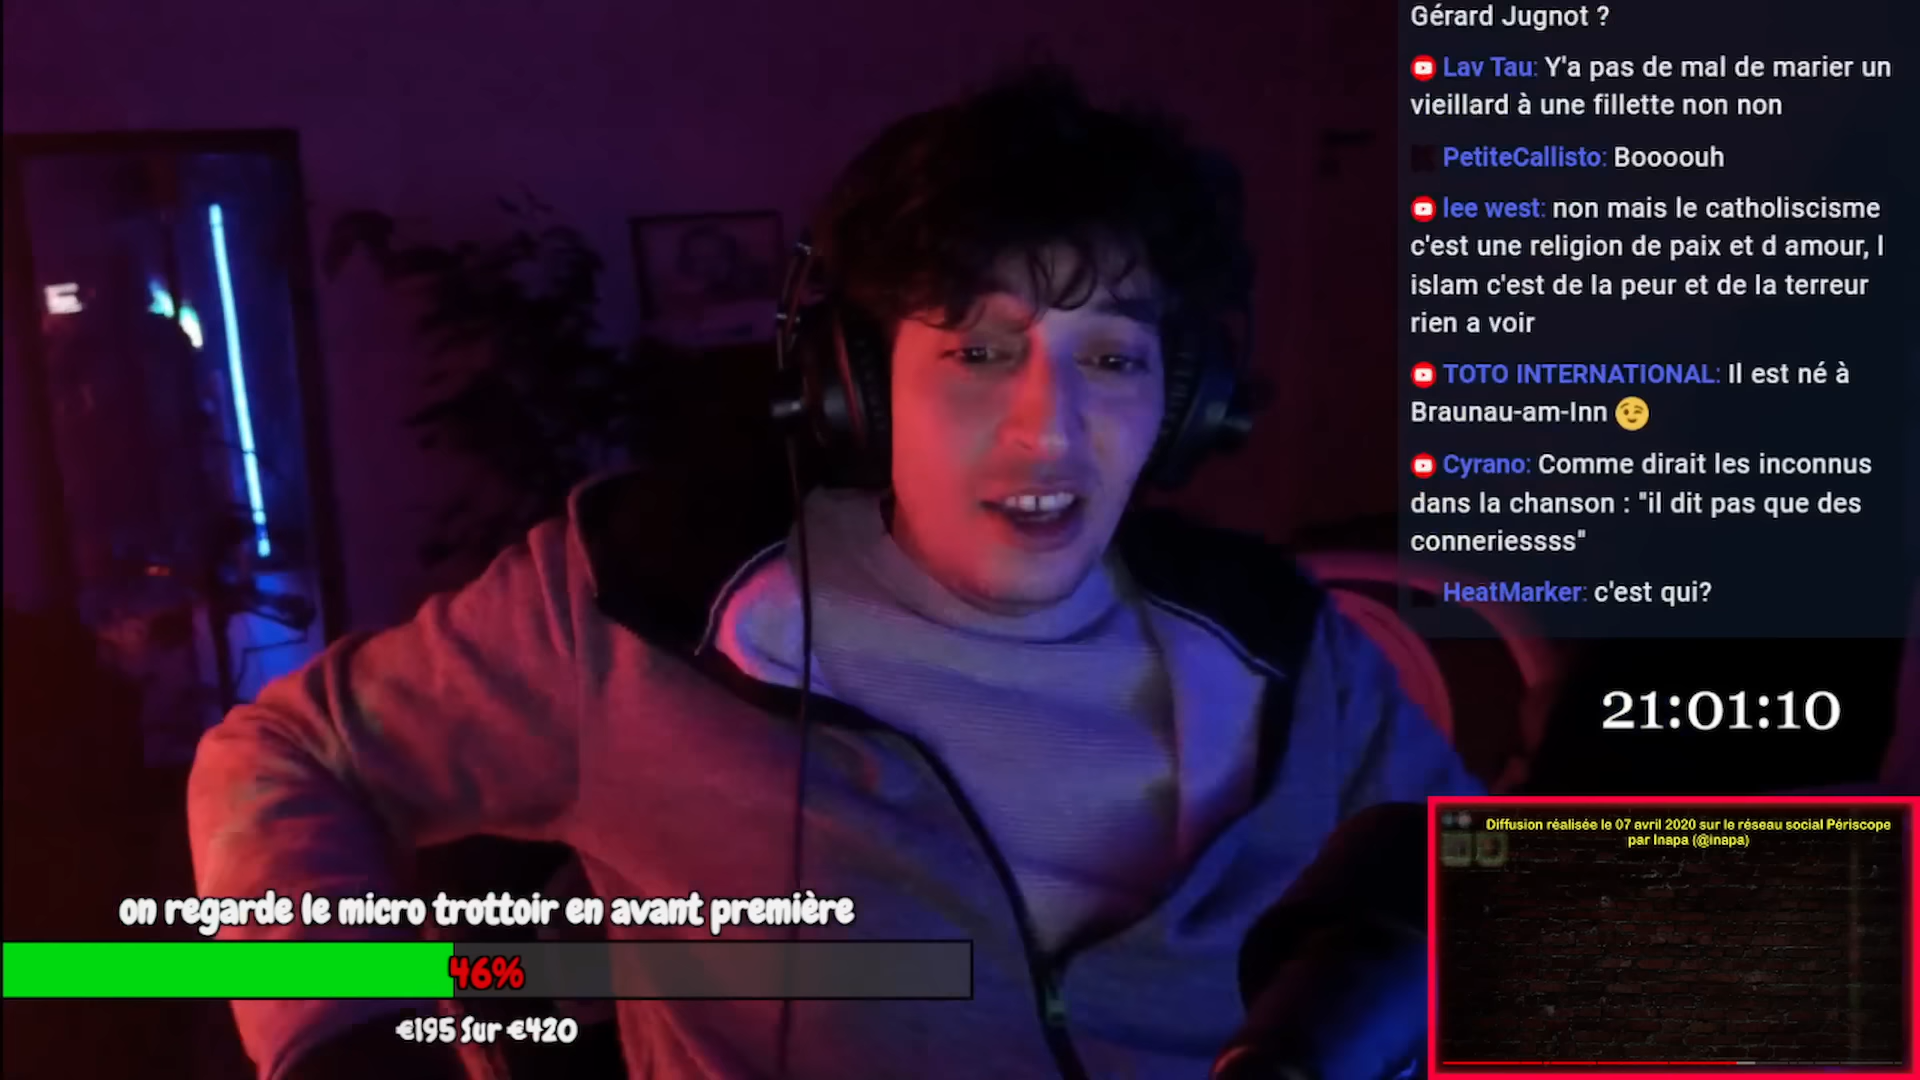 Gérard Jugnot ?
Lav Tau: Y'a pas de mal de marier un
vieillard à une fillette non non
PetiteCallisto: Boooouh
lee west: non mais le catholiscisme
c'est une religion de paix et d amour, l
islam c'est de la peur et de la terreur
rien a voir
TOTO INTERNATIONAL: Il est né à
Braunau-am-Inn 😉
Cyrano: Comme dirait les inconnus
dans la chanson : "il dit pas que des
conneriessss"
HeatMarker: c'est qui?
21:01:10
Diffusion réalisée le 07 avril 2020 sur le réseau social Périscope
par Inapa (@inapa)
on regarde le micro trottoir en avant première
46%
€195 Sur €420